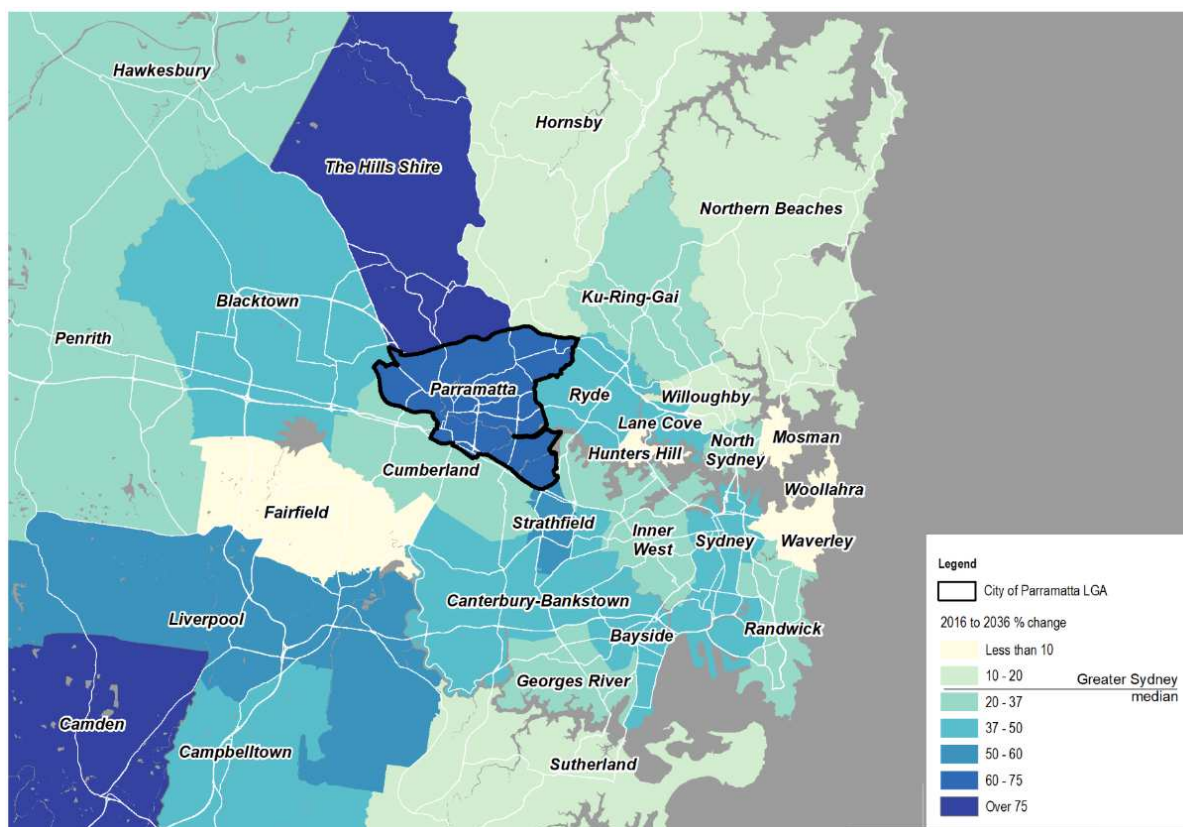 Hawkesbury
Hornsby
The Hills Shire
Northern Beaches
Blacktown
Ku-Ring-Gai
Penrith
Parramatta
Ryde
Willoughby
Lane Cove
North
Sydney
Mosman
Hunters Hill
Cumberland
Woollahra
Fairfield
Strathfield
Inner
West
Sydney
Waverley
Canterbury-Bankstown
Liverpool
Bayside
Randwick
Georges River
Camden
Campbelltown
Sutherland
Legend
City of Parramatta LGA
2016 to 2036 % change
Less than 10
10 - 20
Greater Sydney
median
20 - 37
37 - 50
50 - 60
60 - 75
Over 75